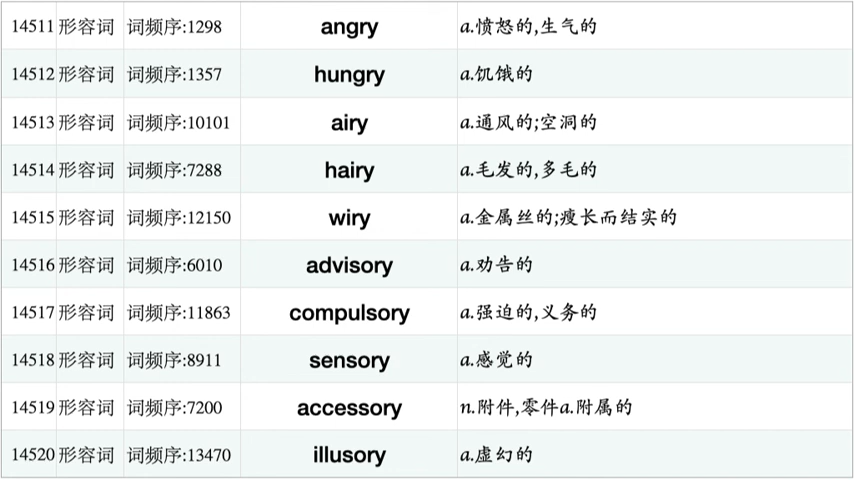 14511 形容词 词频序:1298 angry a.愤怒的,生气的
14512 形容词 词频序:1357 hungry a.饥饿的
14513 形容词 词频序:10101 airy a.通风的;空洞的
14514 形容词 词频序:7288 hairy a.毛发的,多毛的
14515 形容词 词频序:12150 wiry a.金属丝的;瘦长而结实的
14516 形容词 词频序:6010 advisory a.劝告的
14517 形容词 词频序:11863 compulsory a.强迫的,义务的
14518 形容词 词频序:8911 sensory a.感觉的
14519 形容词 词频序:7200 accessory n.附件,零件a.附属的
14520 形容词 词频序:13470 illusory a.虚幻的